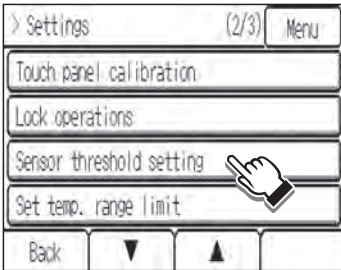 > Settings (2/3) Menu
Touch panel calibration
Lock operations
Sensor threshold setting
Set temp. range limit
Back ▼ ▲